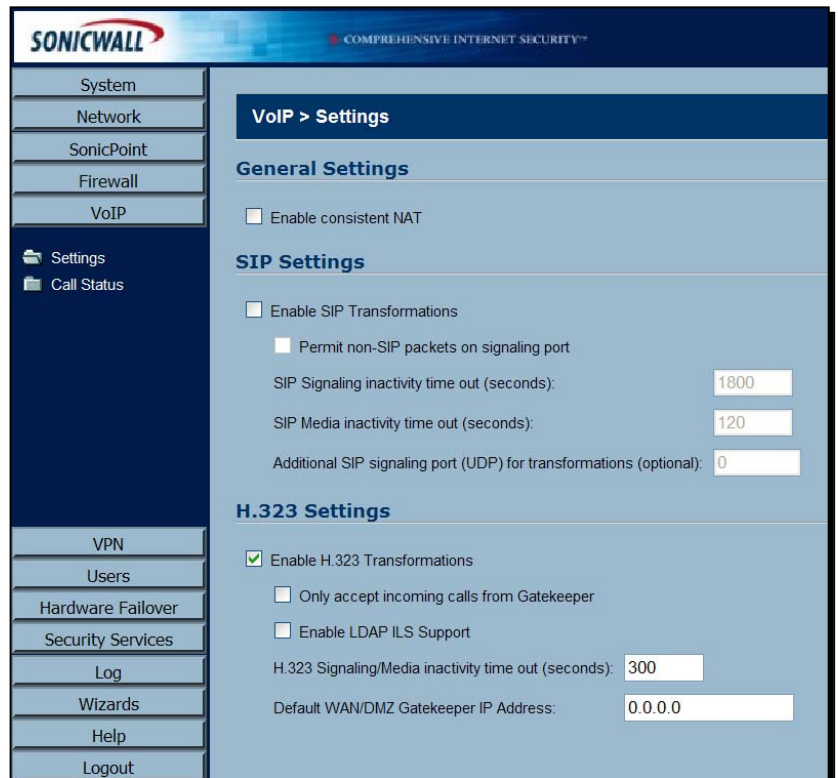 SONICWALL
COMPREHENSIVE INTERNET SECURITY™
System
Network
SonicPoint
Firewall
VoIP
Settings
Call Status
VPN
Users
Hardware Failover
Security Services
Log
Wizards
Help
Logout
VoIP > Settings
General Settings
Enable consistent NAT
SIP Settings
Enable SIP Transformations
Permit non-SIP packets on signaling port
SIP Signaling inactivity time out (seconds): 1800
SIP Media inactivity time out (seconds): 120
Additional SIP signaling port (UDP) for transformations (optional): 0
H.323 Settings
Enable H.323 Transformations
Only accept incoming calls from Gatekeeper
Enable LDAP ILS Support
H.323 Signaling/Media inactivity time out (seconds): 300
Default WAN/DMZ Gatekeeper IP Address: 0.0.0.0